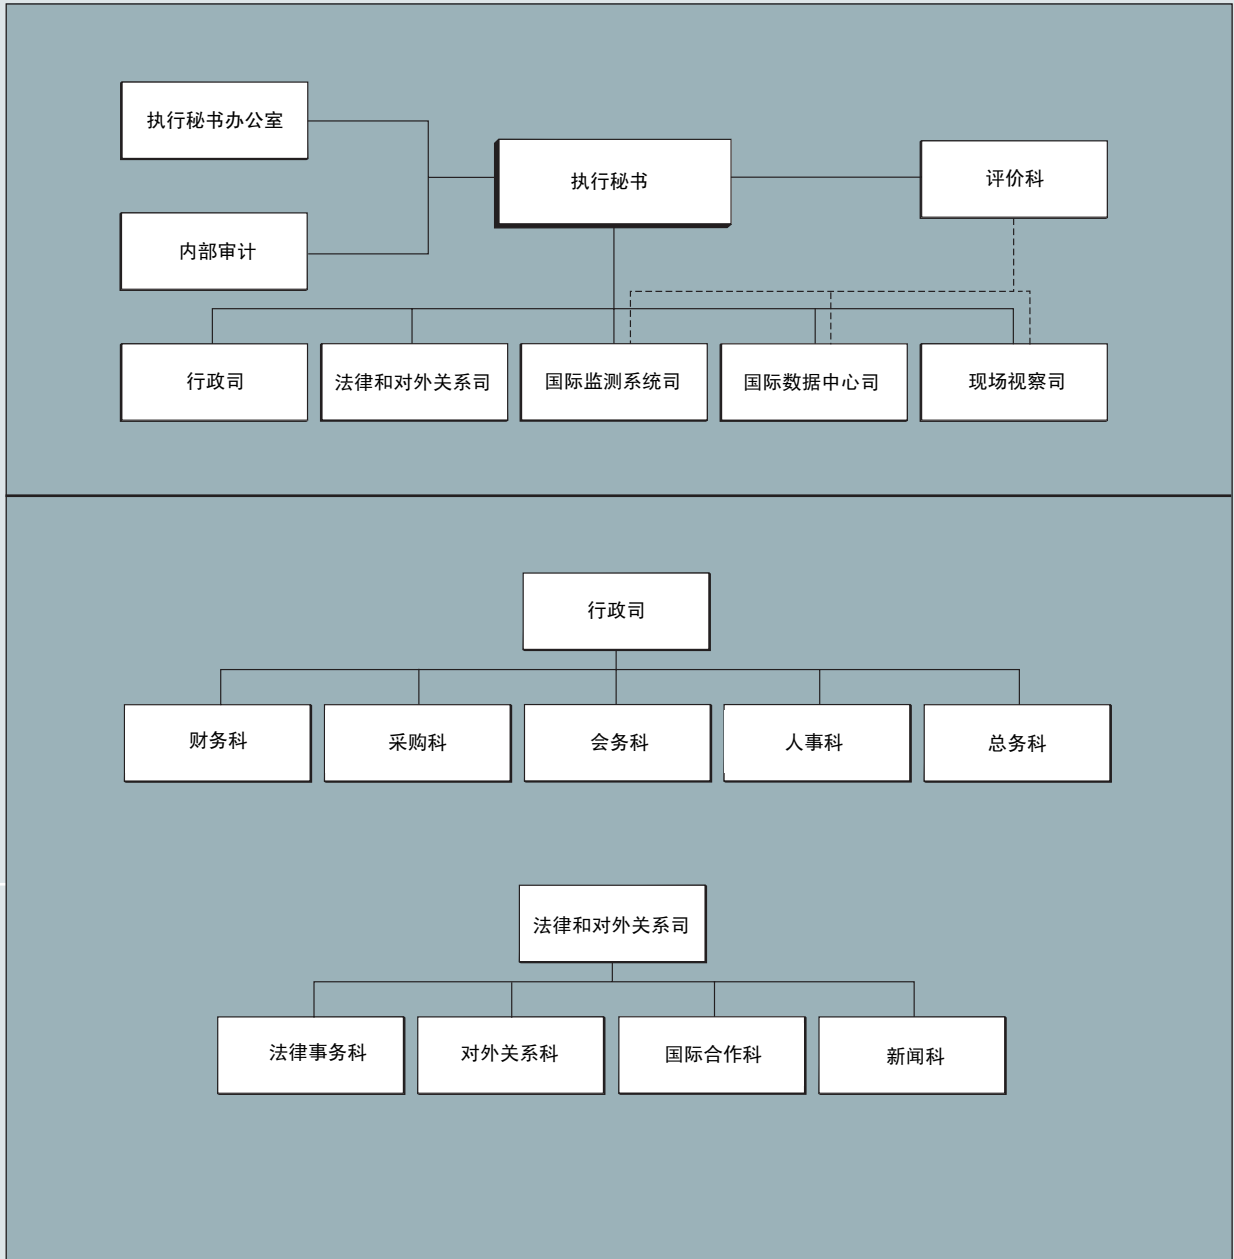 执行秘书办公室
执行秘书
评价科
内部审计
行政司
法律和对外关系司
国际监测系统司
国际数据中心司
现场视察司
行政司
财务科
采购科
会务科
人事科
总务科
法律和对外关系司
法律事务科
对外关系科
国际合作科
新闻科